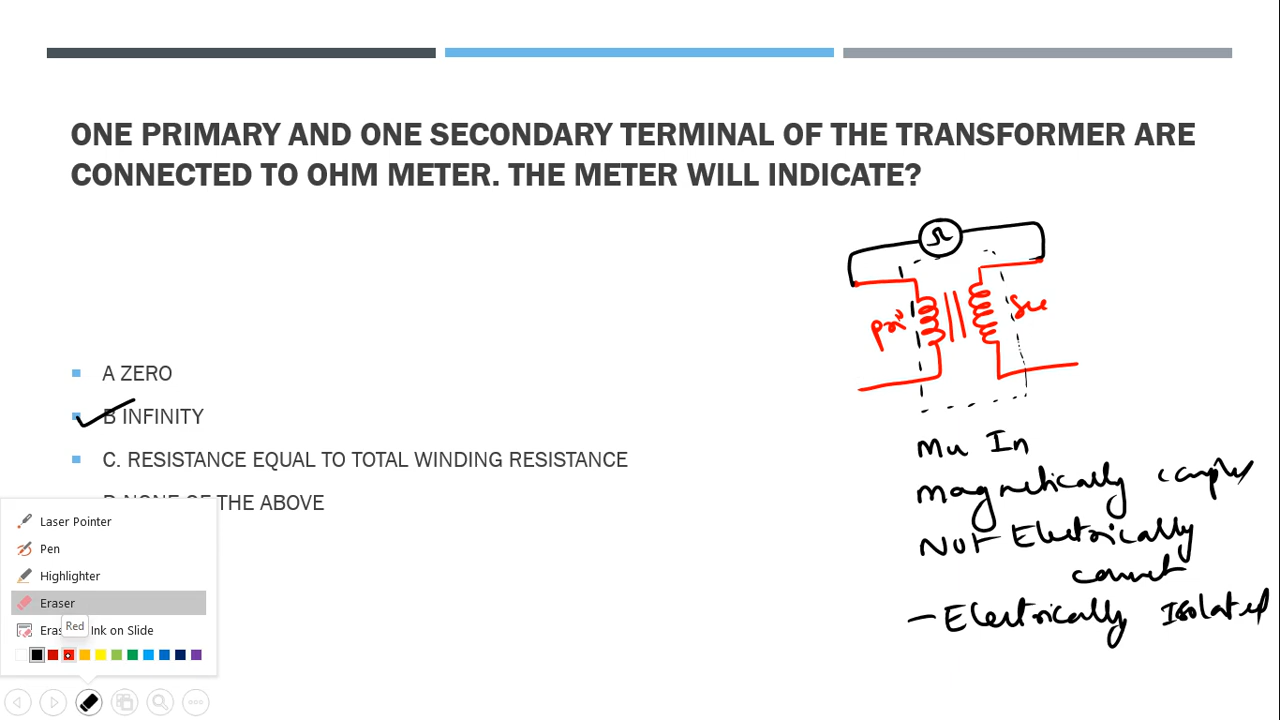 ONE PRIMARY AND ONE SECONDARY TERMINAL OF THE TRANSFORMER ARE
CONNECTED TO OHM METER. THE METER WILL INDICATE?
Ω
Pri
Sec
A ZERO
B INFINITY
C. RESISTANCE EQUAL TO TOTAL WINDING RESISTANCE
D NONE OF THE ABOVE
Mu In
magnetically
NOT Electrically
connect
- Electrically Isolated
Laser Pointer
Pen
Highlighter
Eraser
Red
Ink on Slide